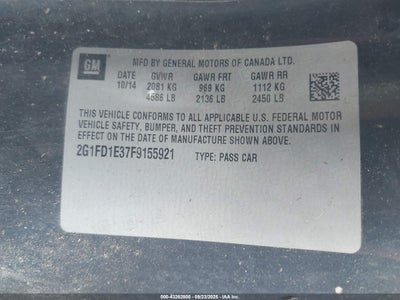 GM
MFD BY GENERAL MOTORS OF CANADA LTD.
DATE GVWR GAWR FRT GAWR RR
10/14 2081 KG 969 KG 1112 KG
4586 LB 2136 LB 2450 LB
THIS VEHICLE CONFORMS TO ALL APPLICABLE U.S. FEDERAL MOTOR
VEHICLE SAFETY, BUMPER, AND THEFT PREVENTION STANDARDS IN
EFFECT ON THE DATE OF MANUFACTURE SHOWN ABOVE.
2G1FD1E37F9155921 TYPE: PASS CAR
000-43262000 - 09/23/2025 - IAA Inc.